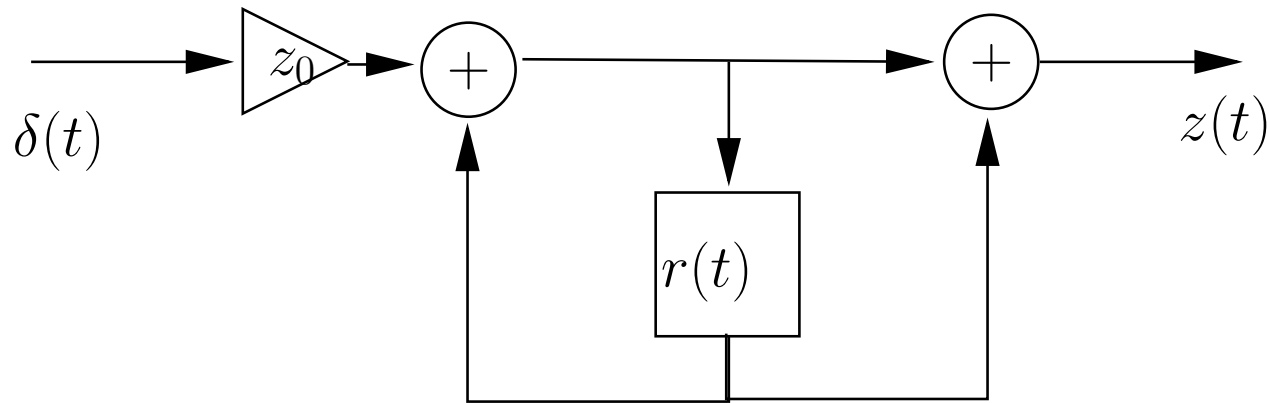 z₀
+
+
δ(t)
z(t)
r(t)